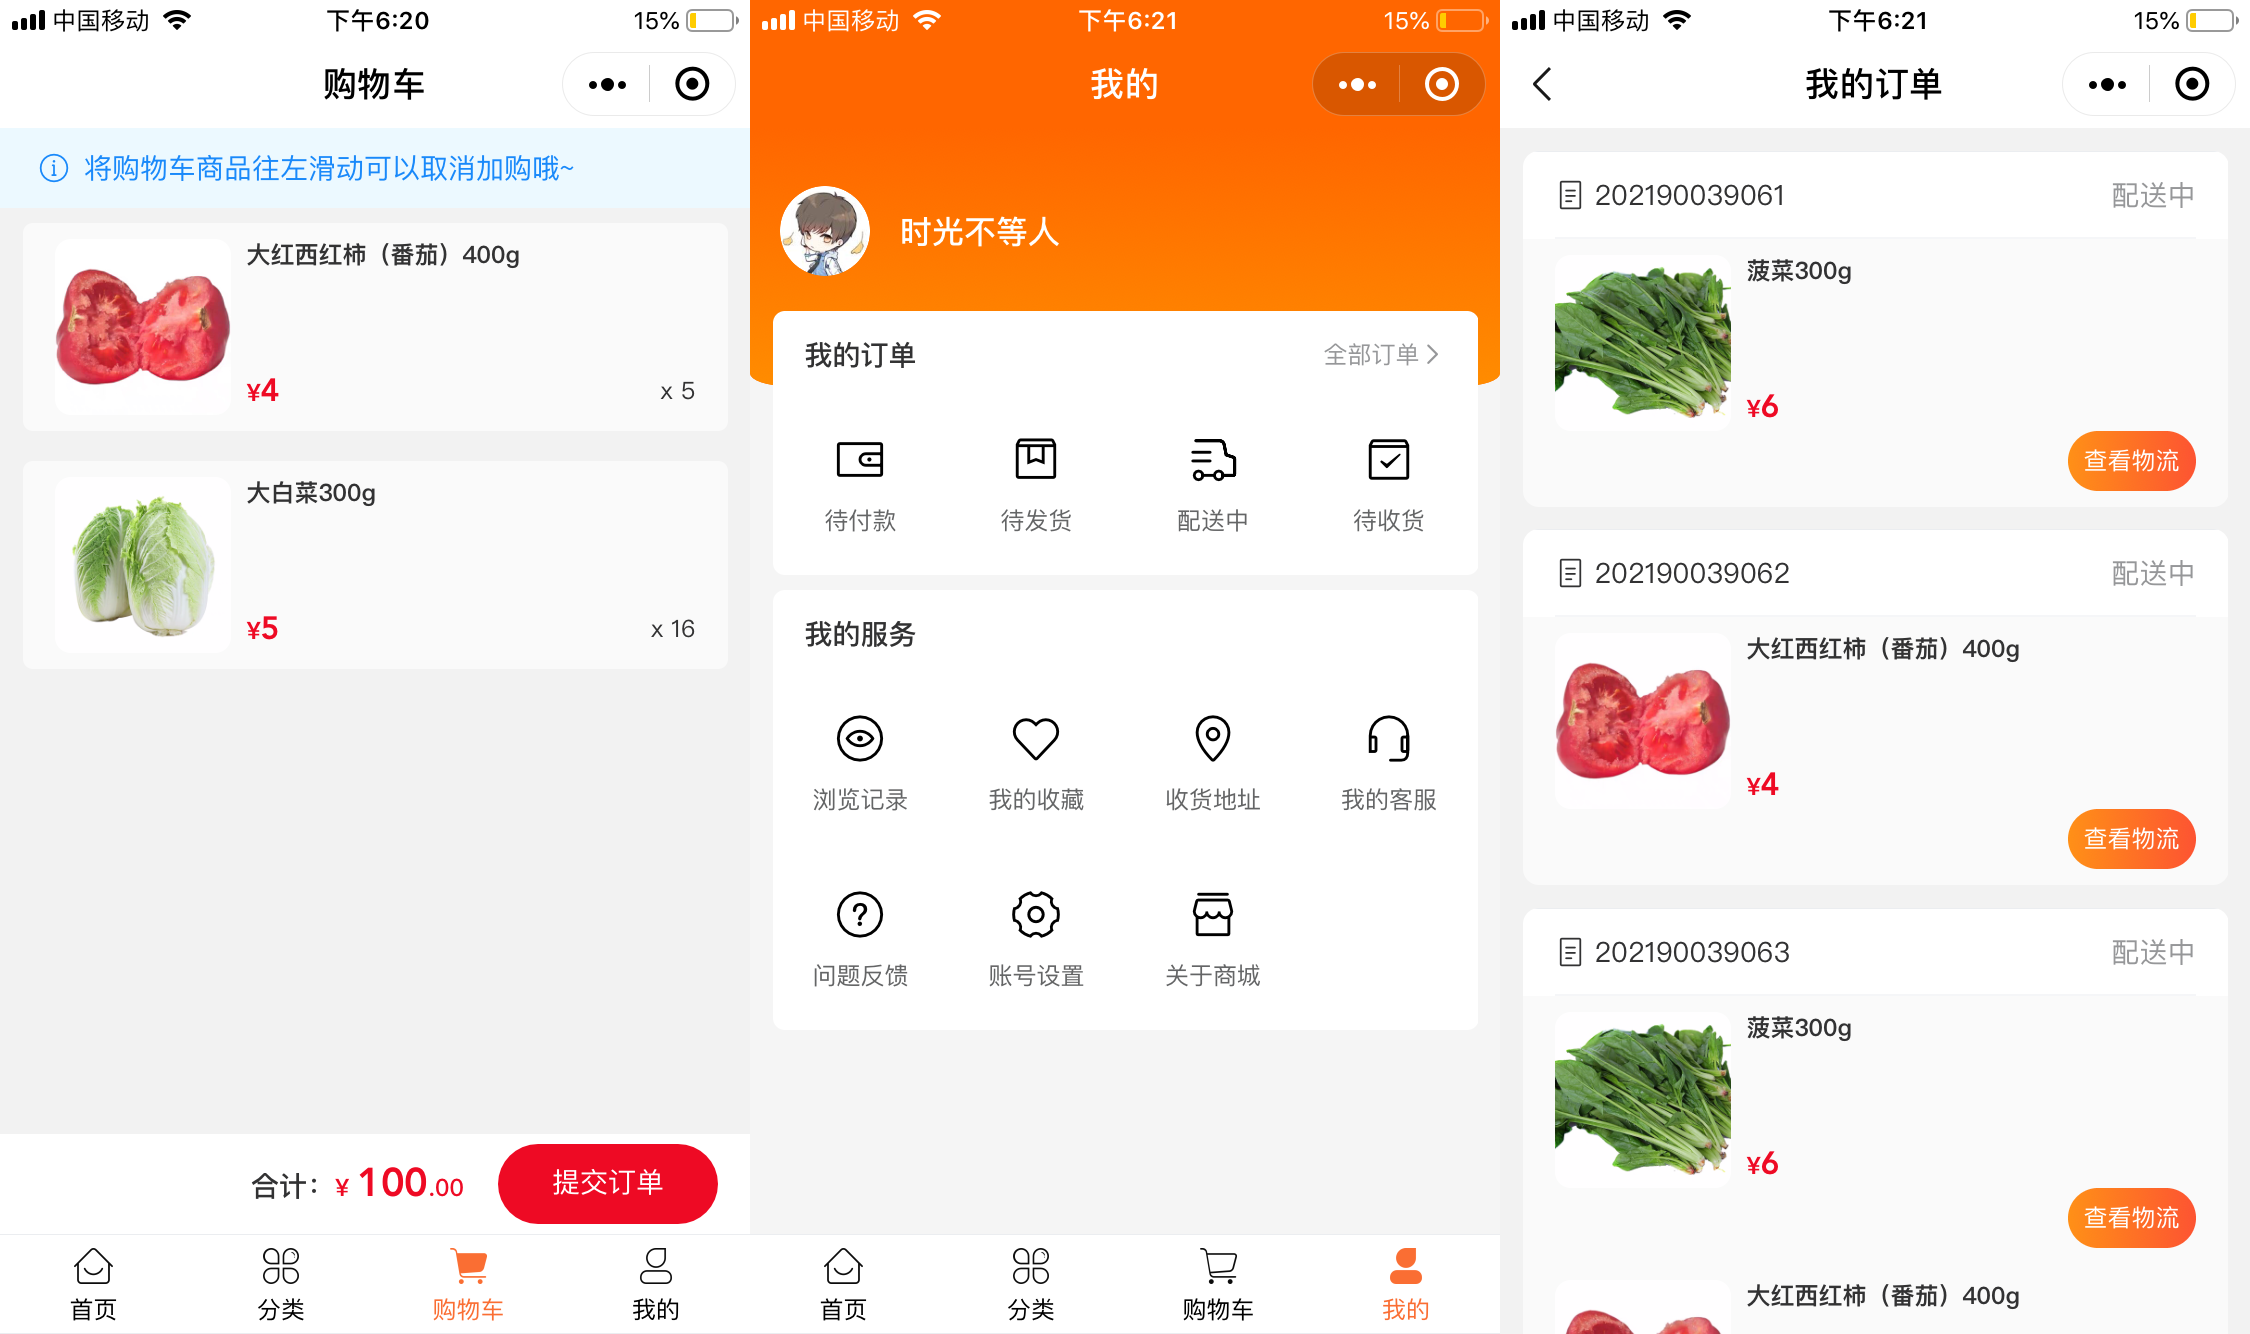 中国移动 下午6:20 15%
购物车
将购物车商品往左滑动可以取消加购哦~
大红西红柿（番茄）400g
¥4 x 5
大白菜300g
¥5 x 16
合计：¥ 100.00 提交订单
首页 分类 购物车 我的
中国移动 下午6:21 15%
我的
时光不等人
我的订单 全部订单
待付款 待发货 配送中 待收货
我的服务
浏览记录 我的收藏 收货地址 我的客服
问题反馈 账号设置 关于商城
首页 分类 购物车 我的
中国移动 下午6:21 15%
我的订单
202190039061 配送中
菠菜300g
¥6
查看物流
202190039062 配送中
大红西红柿（番茄）400g
¥4
查看物流
202190039063 配送中
菠菜300g
¥6
查看物流
大红西红柿（番茄）400g